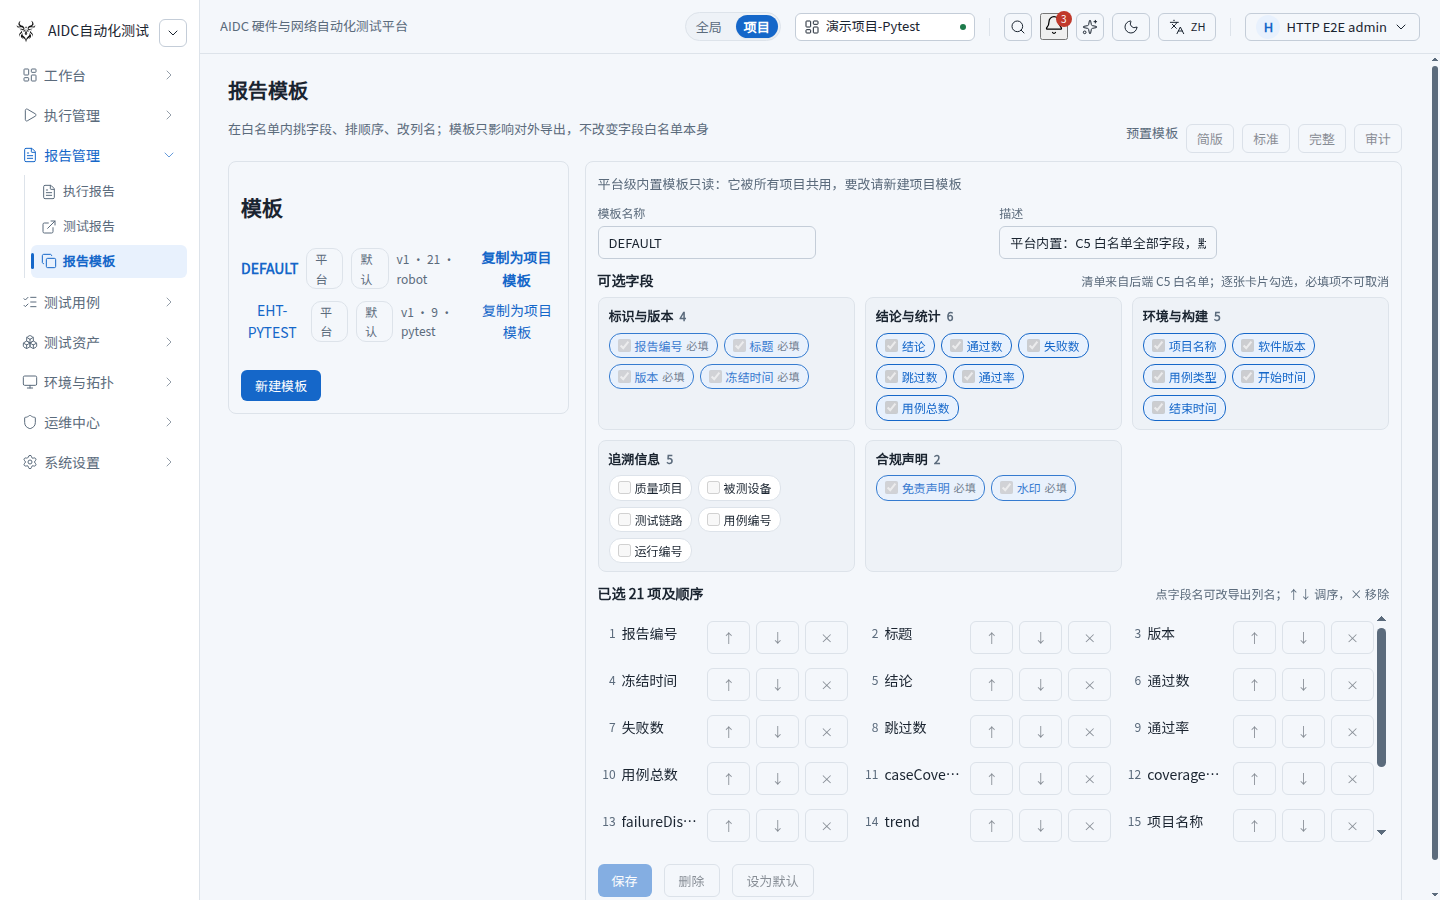 AIDC自动化测试
AIDC 硬件与网络自动化测试平台
全局
项目
演示项目-Pytest
3
ZH
H
HTTP E2E admin
工作台
执行管理
报告管理
执行报告
测试报告
报告模板
测试用例
测试资产
环境与拓扑
运维中心
系统设置
报告模板
在白名单内挑字段、排顺序、改列名；模板只影响对外导出，不改变字段白名单本身
预置模板
简版
标准
完整
审计
模板
DEFAULT
平台
默认
v1 · 21 · robot
复制为项目模板
EHT-PYTEST
平台
默认
v1 · 9 · pytest
复制为项目模板
新建模板
平台级内置模板只读：它被所有项目共用，要改请新建项目模板
模板名称
描述
DEFAULT
平台内置：C5 白名单全部字段，
可选字段
清单来自后端 C5 白名单；逐张卡片勾选，必填项不可取消
标识与版本 4
报告编号 必填
标题 必填
版本 必填
冻结时间 必填
结论与统计 6
结论
通过数
失败数
跳过数
通过率
用例总数
环境与构建 5
项目名称
软件版本
用例类型
开始时间
结束时间
追溯信息 5
质量项目
被测设备
测试链路
用例编号
运行编号
合规声明 2
免责声明 必填
水印 必填
已选 21 项及顺序
点字段名可改导出列名；↑↓ 调序，× 移除
1 报告编号 ↑ ↓ ×
2 标题 ↑ ↓ ×
3 版本 ↑ ↓ ×
4 冻结时间 ↑ ↓ ×
5 结论 ↑ ↓ ×
6 通过数 ↑ ↓ ×
7 失败数 ↑ ↓ ×
8 跳过数 ↑ ↓ ×
9 通过率 ↑ ↓ ×
10 用例总数 ↑ ↓ ×
11 caseCove… ↑ ↓ ×
12 coverage… ↑ ↓ ×
13 failureDis… ↑ ↓ ×
14 trend ↑ ↓ ×
15 项目名称 ↑ ↓ ×
保存
删除
设为默认